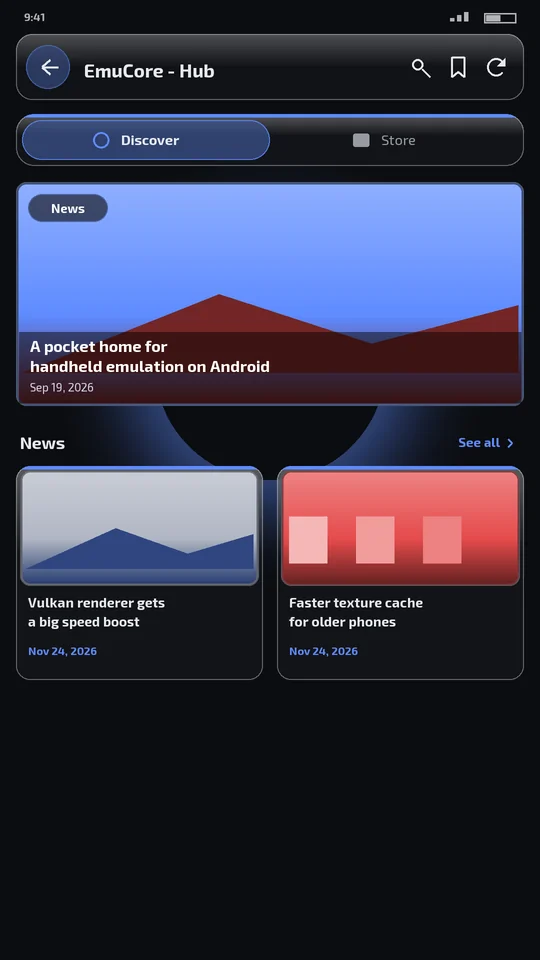 9:41
EmuCore - Hub
Discover
Store
News
A pocket home for
handheld emulation on Android
Sep 19, 2026
News
See all
Vulkan renderer gets
a big speed boost
Nov 24, 2026
Faster texture cache
for older phones
Nov 24, 2026